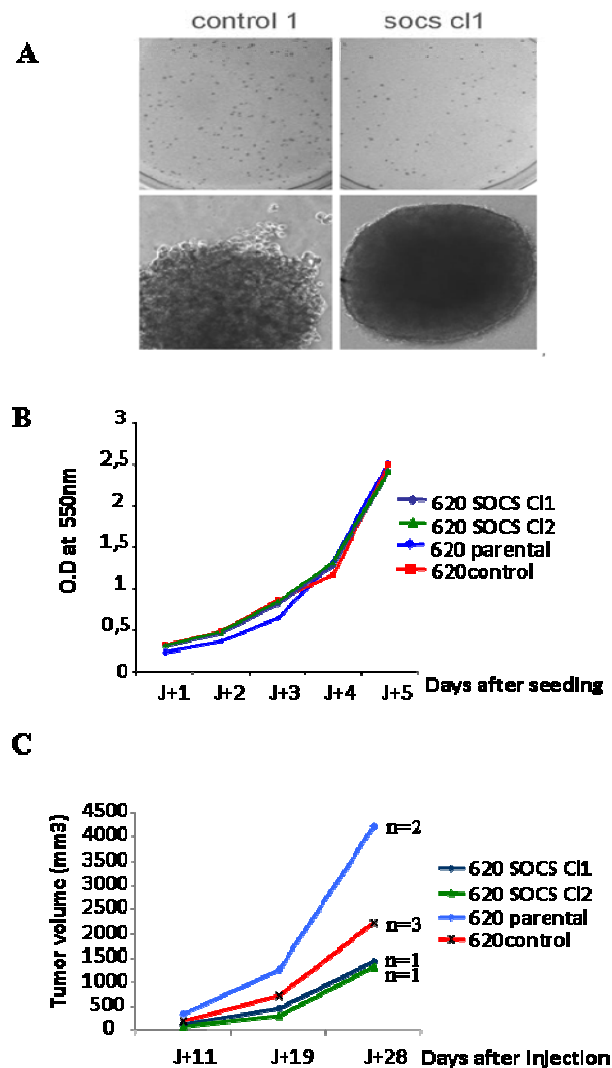 control 1 socs cl1
A
B
3
2,5
2
1,5
1
0,5
0
O.D at 550nm
J+1 J+2 J+3 J+4 J+5
Days after seeding
620 SOCS Cl1
620 SOCS Cl2
620 parental
620control
C
4500
4000
3500
3000
2500
2000
1500
1000
500
0
Tumor volume (mm3)
n=2
n=3
n=1
n=1
J+11 J+19 J+28
Days after injection
620 SOCS Cl1
620 SOCS Cl2
620 parental
620control